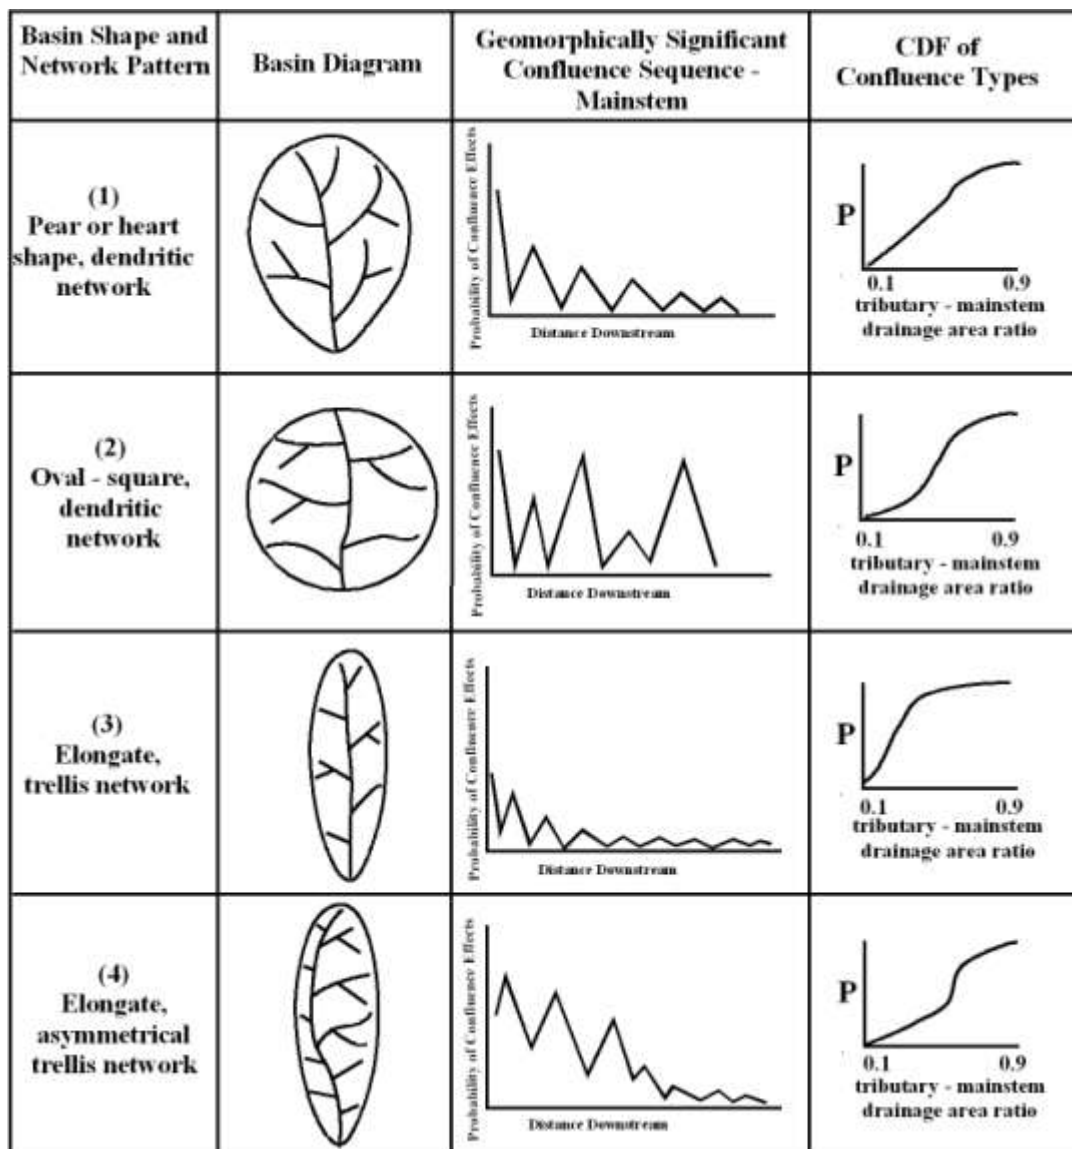 Basin Shape and
Network Pattern
Basin Diagram
Geomorphically Significant
Confluence Sequence -
Mainstem
CDF of
Confluence Types
(1)
Pear or heart
shape, dendritic
network
Probability of Confluence Effects
Distance Downstream
P
0.1 0.9
tributary - mainstem
drainage area ratio
(2)
Oval - square,
dendritic
network
Probability of Confluence Effects
Distance Downstream
P
0.1 0.9
tributary - mainstem
drainage area ratio
(3)
Elongate,
trellis network
Probability of Confluence Effects
Distance Downstream
P
0.1 0.9
tributary - mainstem
drainage area ratio
(4)
Elongate,
asymmetrical
trellis network
Probability of Confluence Effects
Distance Downstream
P
0.1 0.9
tributary - mainstem
drainage area ratio